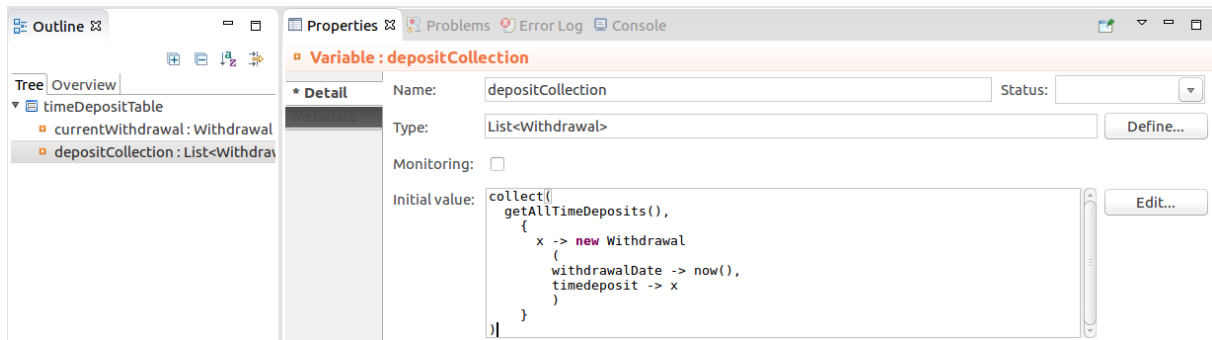 Outline
Tree Overview
timeDepositTable
currentWithdrawal : Withdrawal
depositCollection : List<Withdrav
Properties Problems Error Log Console
Variable : depositCollection
* Detail
Metadata
Name: depositCollection Status:
Type: List<Withdrawal> Define...
Monitoring:
Initial value: Edit...
collect(
getAllTimeDeposits(),
{
x -> new Withdrawal
(
withdrawalDate -> now(),
timedeposit -> x
)
}
)